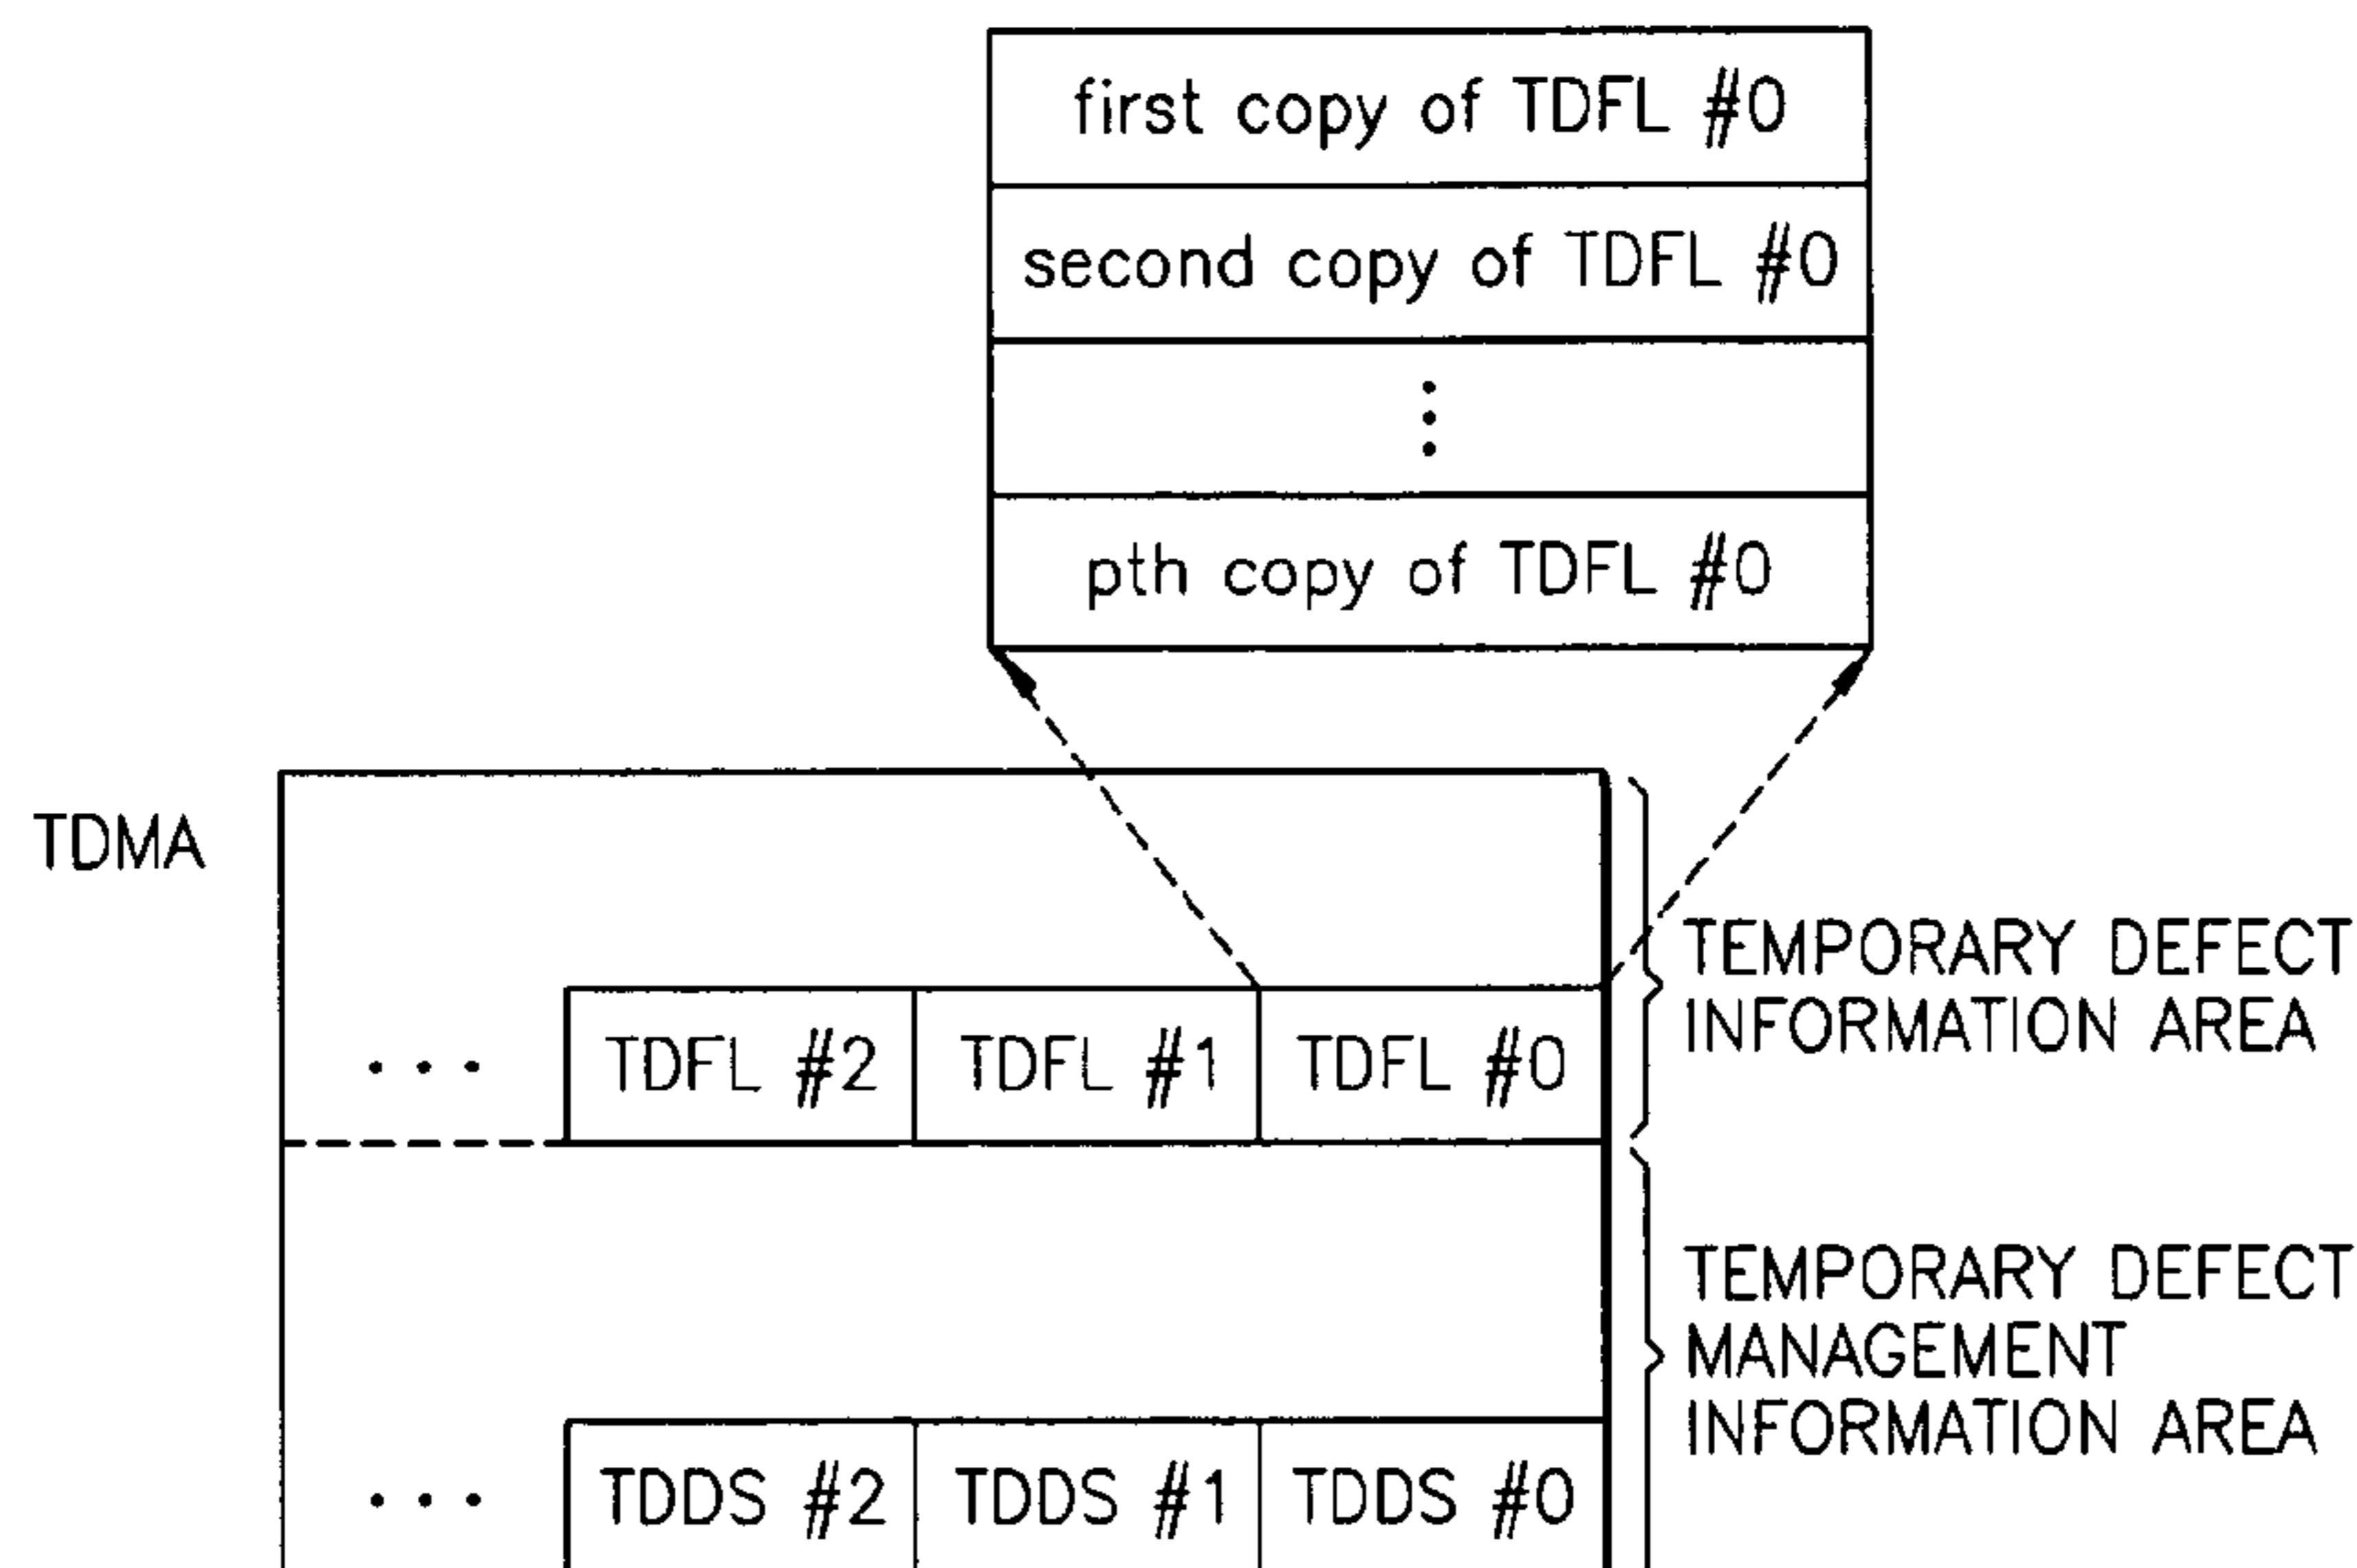 first copy of TDFL #0
second copy of TDFL #0
⋮
pth copy of TDFL #0
TDMA
TEMPORARY DEFECT
INFORMATION AREA
... TDFL #2 TDFL #1 TDFL #0
TEMPORARY DEFECT
MANAGEMENT
INFORMATION AREA
... TDDS #2 TDDS #1 TDDS #0